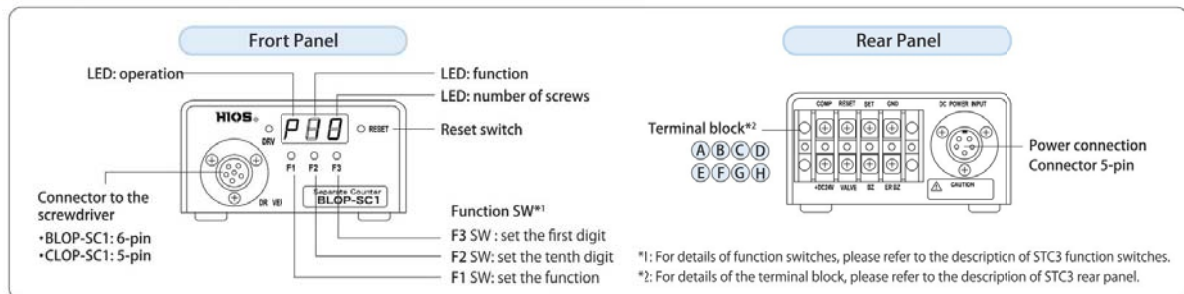 Frort Panel
Rear Panel
LED: operation
LED: function
LED: number of screws
Reset switch
HIOS
DRV
P10
RESET
F1 F2 F3
Separate Counter
BLOP-SC1
DR VEI
Connector to the
screwdriver
•BLOP-SC1: 6-pin
•CLOP-SC1: 5-pin
Function SW*1
F3 SW : set the first digit
F2 SW: set the tenth digit
F1 SW: set the function
Terminal block*2
A B C D
E F G H
COMP RESET SET GND
DC POWER INPUT
+DC24V VALVE BZ ER BZ
CAUTION
Power connection
Connector 5-pin
*1: For details of function switches, please refer to the descripticn of STC3 function switches.
*2: For details of the terminal block, please refer to the description of STC3 rear panel.